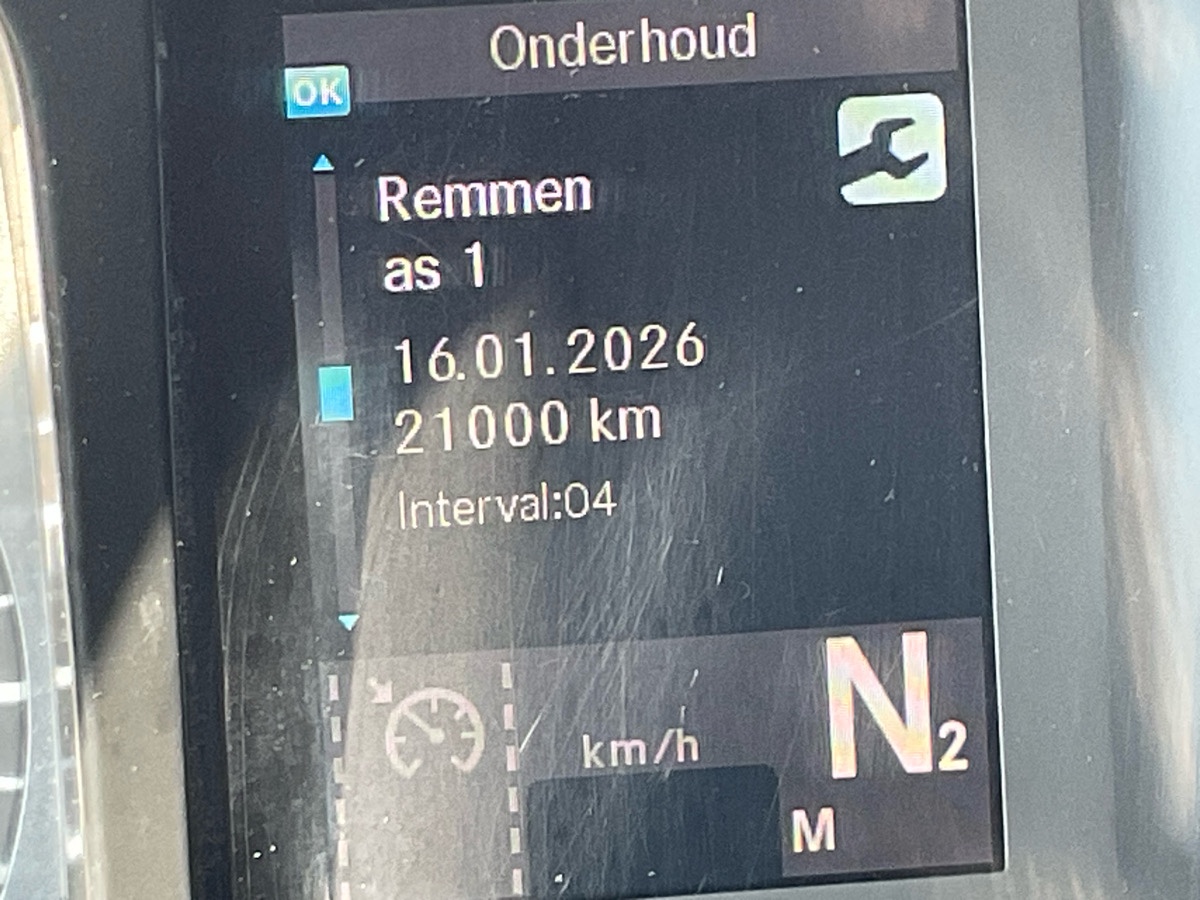 Onderhoud
OK
Remmen
as 1
16.01.2026
21000 km
Interval:04
km/h
N2
M